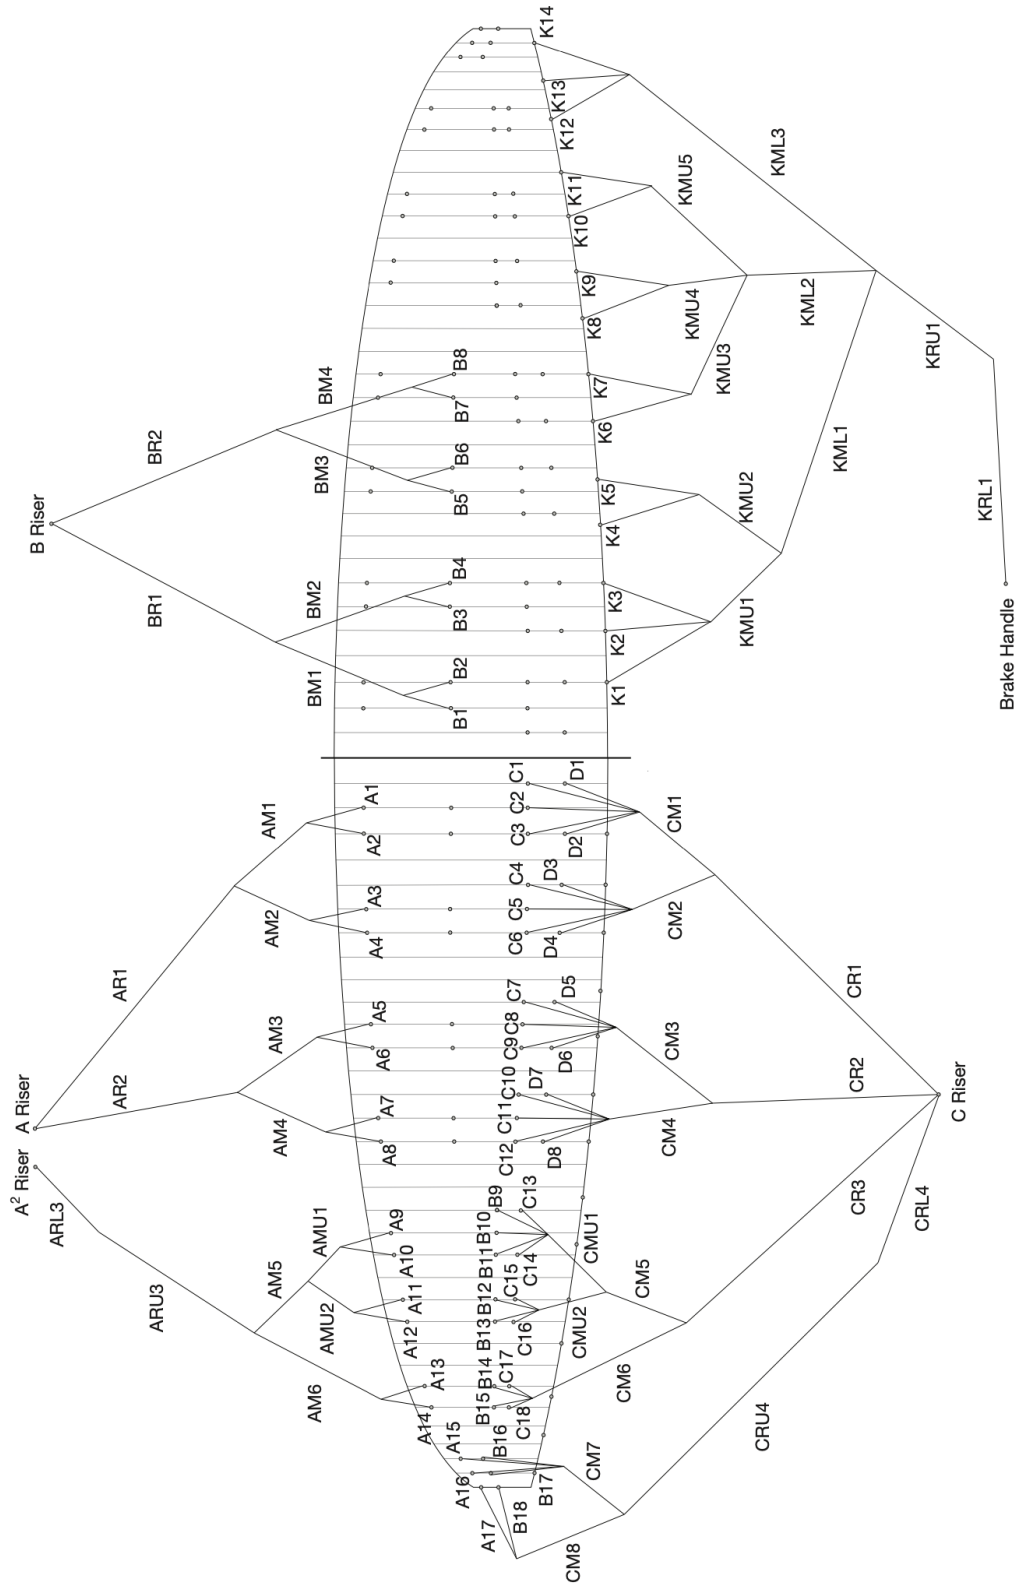 B Riser
BR2
BR1
BM4
BM3
BM2
BM1
B8
B7
B6
B5
B4
B3
B2
B1
K14
K13
K12
K11
K10
K9
K8
K7
K6
K5
K4
K3
K2
K1
KMU5
KMU4
KMU3
KMU2
KMU1
KML3
KML2
KML1
KRU1
KRL1
Brake Handle
A² Riser
A Riser
ARL3
ARU3
AR2
AR1
AM6
AM5
AMU2
AMU1
AM4
AM3
AM2
AM1
A17
A16
A15
A14
A13
A12
A11
A10
A9
A8
A7
A6
A5
A4
A3
A2
A1
B18
B17
B16
B15
B14
B13
B12
B11
B10
B9
C18
C17
C16
C15
C14
C13
C12
C11
C10
C9
C8
C7
C6
C5
C4
C3
C2
C1
D8
D7
D6
D5
D4
D3
D2
D1
CM8
CM7
CM6
CM5
CMU2
CMU1
CM4
CM3
CM2
CM1
CRU4
CRL4
CR3
CR2
CR1
C Riser